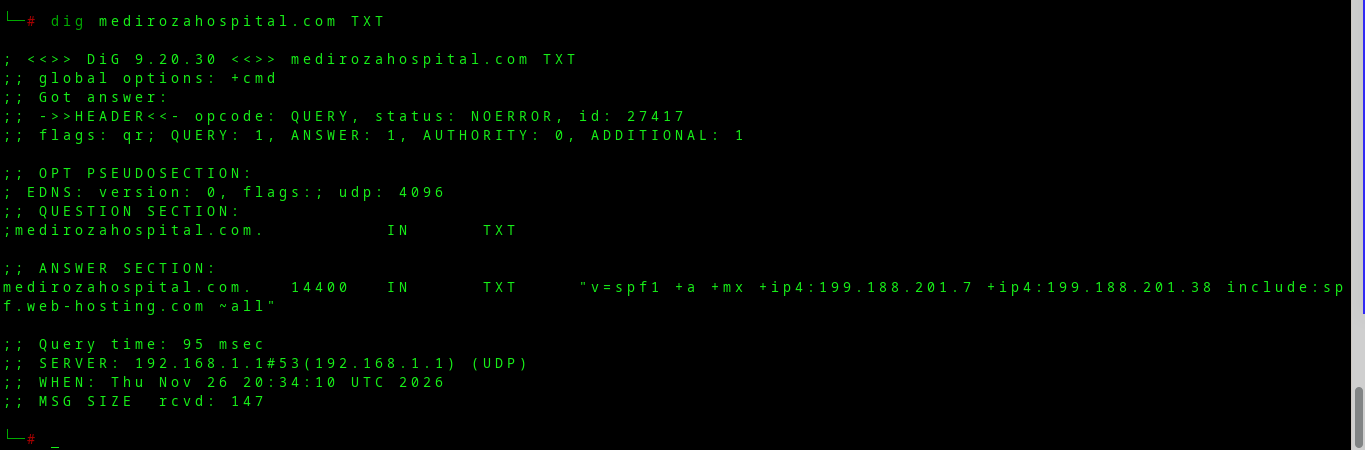 └─# dig medirozahospital.com TXT
; <<>> DiG 9.20.30 <<>> medirozahospital.com TXT
;; global options: +cmd
;; Got answer:
;; ->>HEADER<<- opcode: QUERY, status: NOERROR, id: 27417
;; flags: qr; QUERY: 1, ANSWER: 1, AUTHORITY: 0, ADDITIONAL: 1
;; OPT PSEUDOSECTION:
; EDNS: version: 0, flags:; udp: 4096
;; QUESTION SECTION:
;medirozahospital.com. IN TXT
;; ANSWER SECTION:
medirozahospital.com. 14400 IN TXT "v=spf1 +a +mx +ip4:199.188.201.7 +ip4:199.188.201.38 include:sp
f.web-hosting.com ~all"
;; Query time: 95 msec
;; SERVER: 192.168.1.1#53(192.168.1.1) (UDP)
;; WHEN: Thu Nov 26 20:34:10 UTC 2026
;; MSG SIZE  rcvd: 147
└─# _